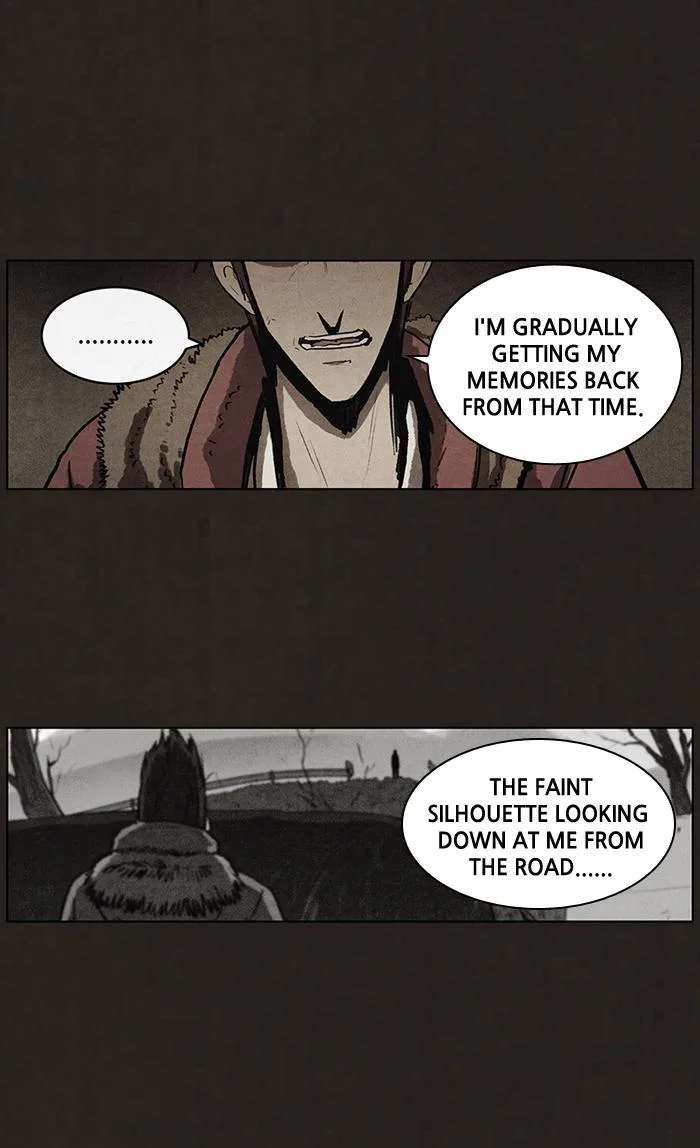 ...........
I'M GRADUALLY
GETTING MY
MEMORIES BACK
FROM THAT TIME.
THE FAINT
SILHOUETTE LOOKING
DOWN AT ME FROM
THE ROAD......